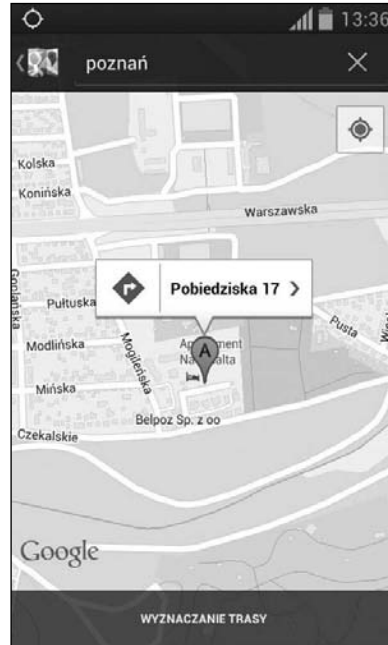 13:36
poznań
Kolska
Konińska
Warszawska
Goplańska
Pobiedziska 17
Pułtuska
Pusta
Modlińska
Mogileńska
A
Mińska
Belpoz Sp. z oo
Czekalskie
Google
WYZNACZANIE TRASY